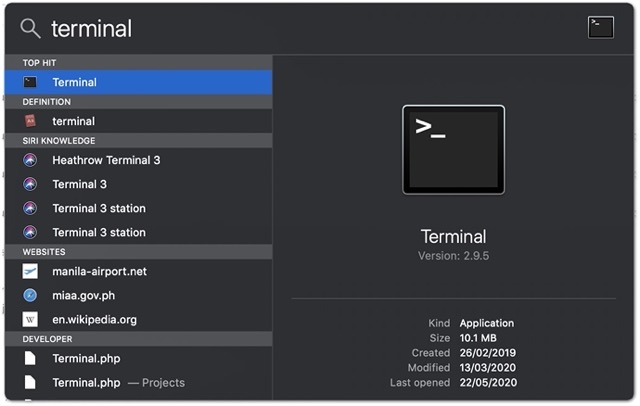 terminal
TOP HIT
Terminal
DEFINITION
terminal
SIRI KNOWLEDGE
Heathrow Terminal 3
Terminal 3
Terminal 3 station
Terminal 3 station
WEBSITES
manila-airport.net
miaa.gov.ph
W en.wikipedia.org
DEVELOPER
Terminal.php
Terminal.php — Projects
>_
Terminal
Version: 2.9.5
Kind Application
Size 10.1 MB
Created 26/02/2019
Modified 13/03/2020
Last opened 22/05/2020